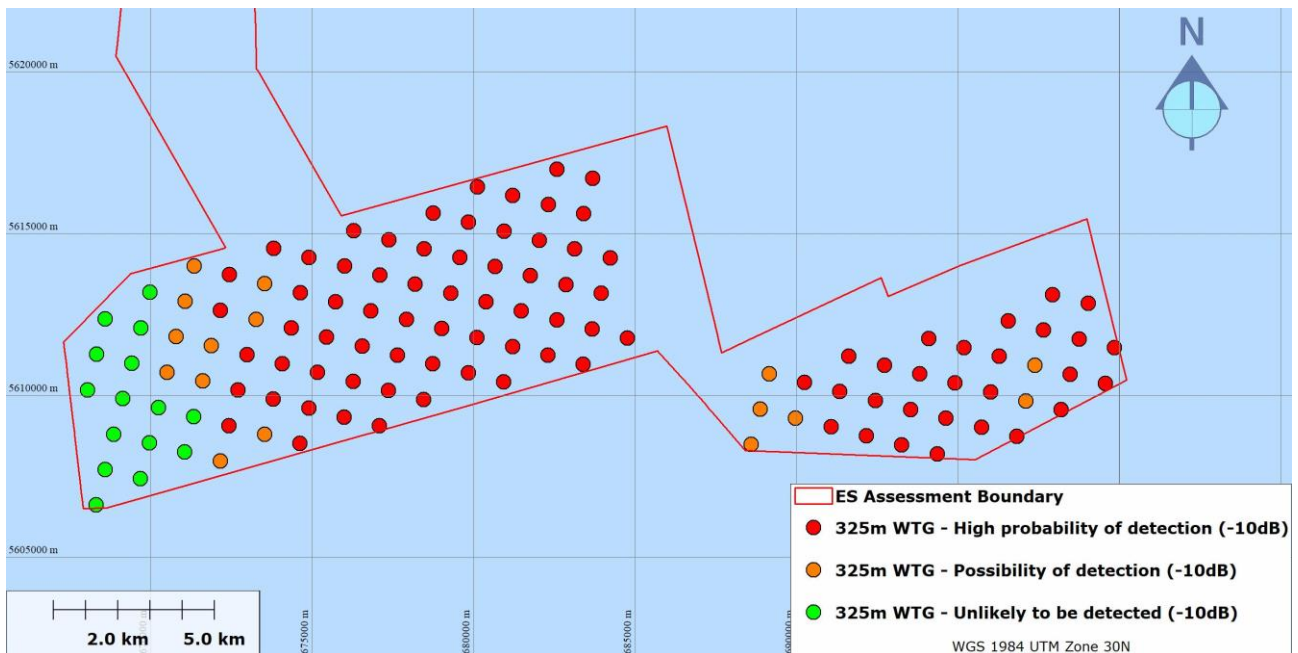 N
5620000 m
5615000 m
5610000 m
5605000 m
675000 m
680000 m
685000 m
ES Assessment Boundary
325m WTG - High probability of detection (-10dB)
325m WTG - Possibility of detection (-10dB)
325m WTG - Unlikely to be detected (-10dB)
2.0 km 5.0 km
WGS 1984 UTM Zone 30N